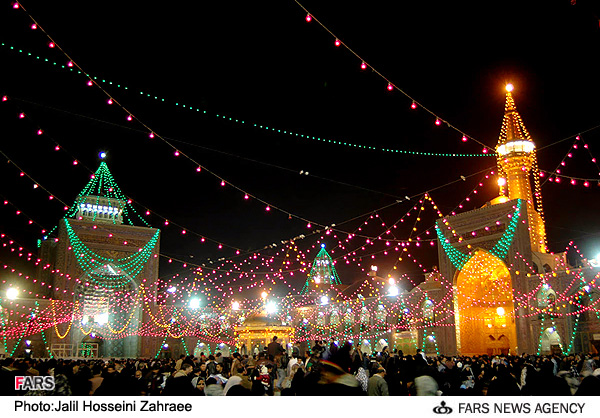 FARS
Photo:Jalil Hosseini Zahraee
FARS NEWS AGENCY